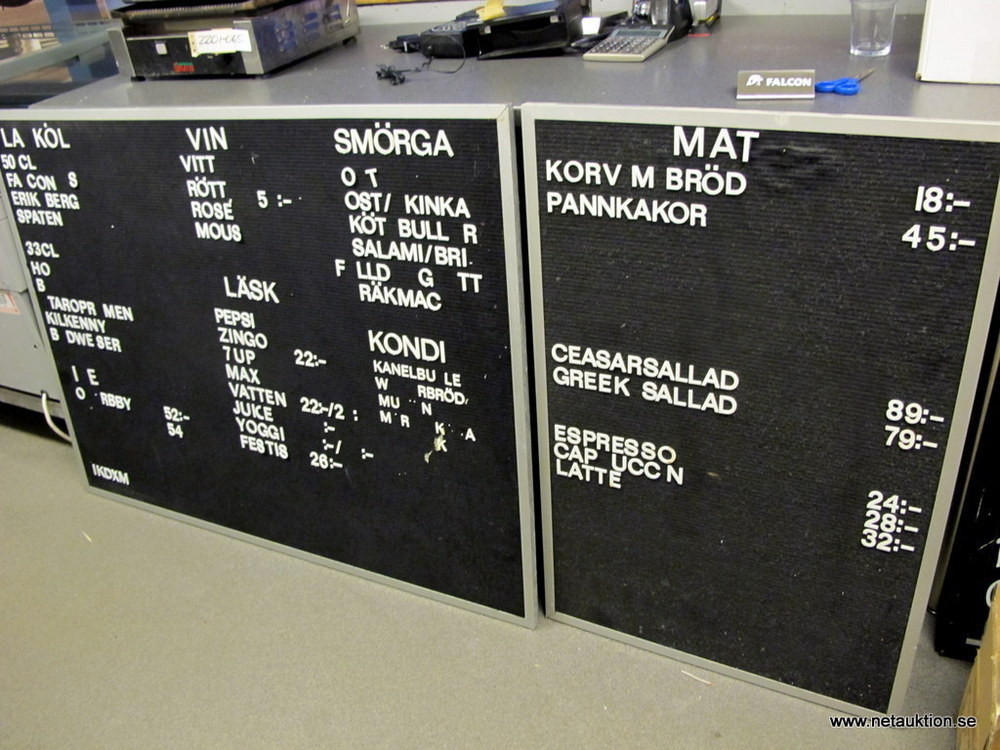 2201-065
FALCON
LA KÖL
50 CL
FA CON S
ERIK BERG
SPATEN
33CL
HO
B
TAROPR MEN
KILKENNY
B DWE SER
I E
O RBBY
52:-
54
IKDXM
VIN
VITT
RÖTT
ROSÉ 5 :-
MOUS
LÄSK
PEPSI
ZINGO
7UP 22:-
MAX
VATTEN 22:-/2 :
JUKE :-
YOGGI :-/ :-
FESTIS 26:-
SMÖRGA
O T
OST/ KINKA
KÖT BULL R
SALAMI/BRI
F LLD G TT
RÄKMAC
KONDI
KANELBU LE
W RBRÖD
MU N
M R K A
K
MAT
KORV M BRÖD 18:-
PANNKAKOR 45:-
CEASARSALLAD 89:-
GREEK SALLAD 79:-
ESPRESSO 24:-
CAP UCC N 28:-
LATTE 32:-
www.netauktion.se